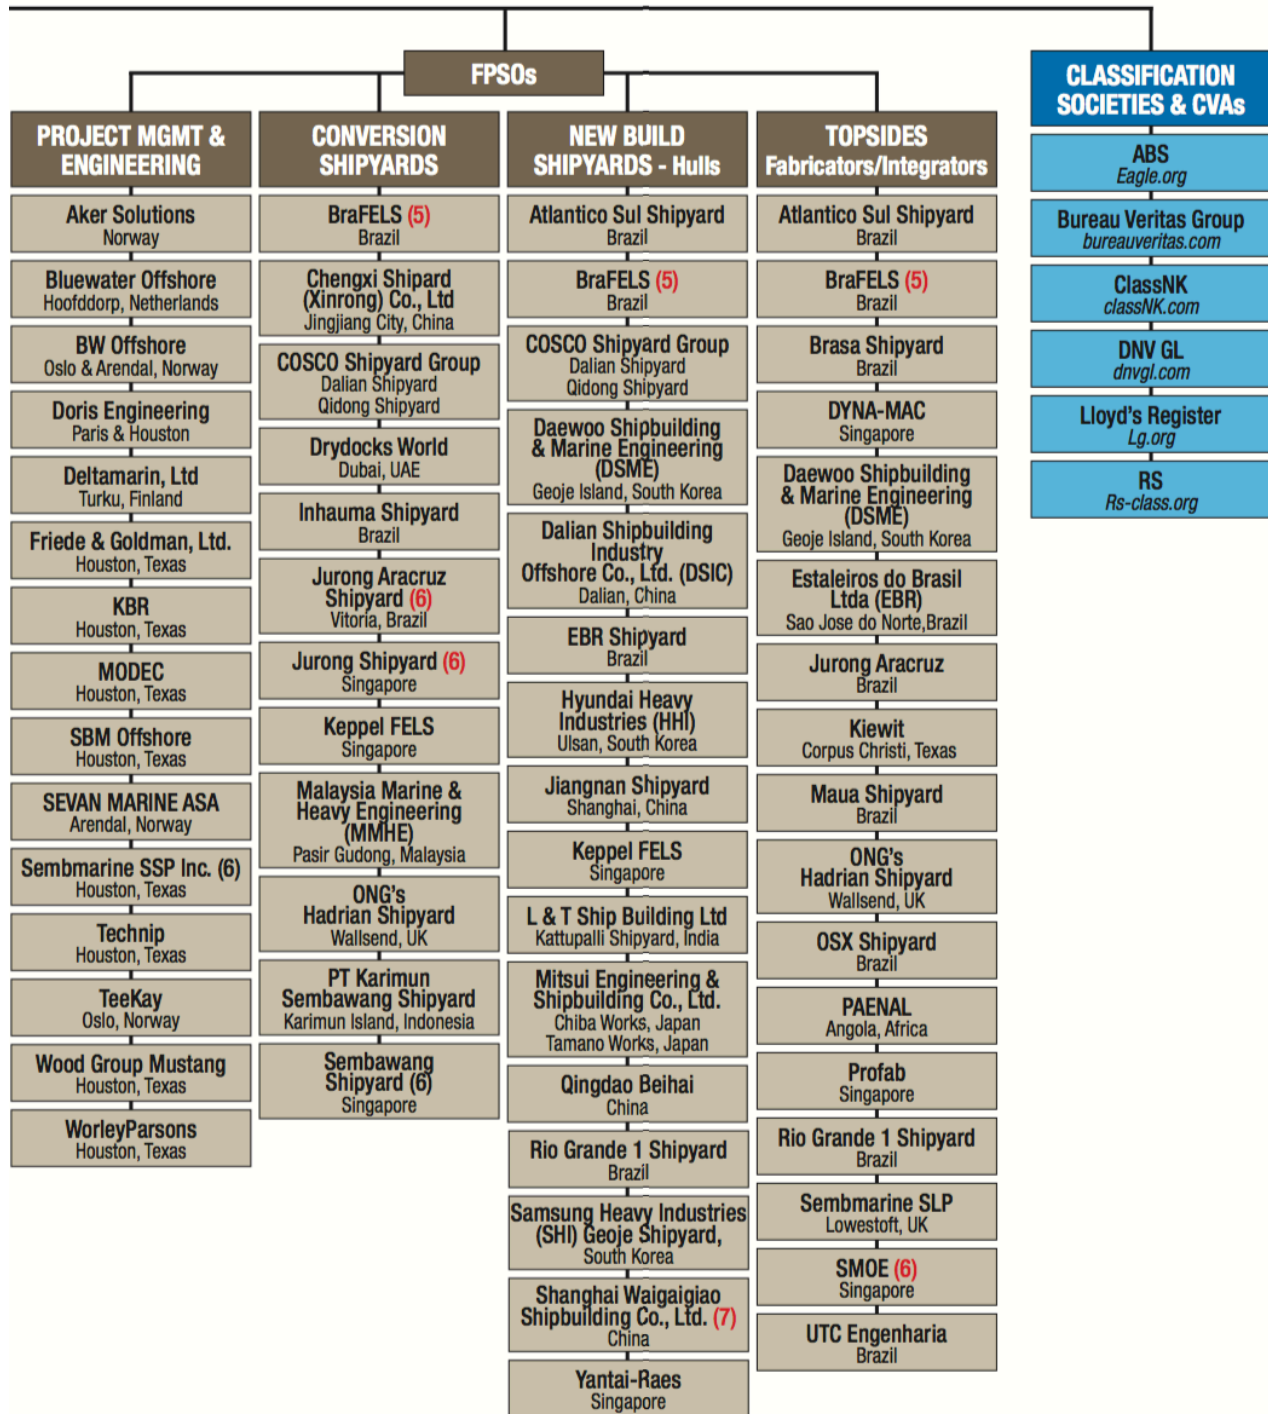 FPSOs
PROJECT MGMT &
ENGINEERING
Aker Solutions
Norway
Bluewater Offshore
Hoofddorp, Netherlands
BW Offshore
Oslo & Arendal, Norway
Doris Engineering
Paris & Houston
Deltamarin, Ltd
Turku, Finland
Friede & Goldman, Ltd.
Houston, Texas
KBR
Houston, Texas
MODEC
Houston, Texas
SBM Offshore
Houston, Texas
SEVAN MARINE ASA
Arendal, Norway
Sembmarine SSP Inc. (6)
Houston, Texas
Technip
Houston, Texas
TeeKay
Oslo, Norway
Wood Group Mustang
Houston, Texas
WorleyParsons
Houston, Texas
CONVERSION
SHIPYARDS
BraFELS (5)
Brazil
Chengxi Shipard
(Xinrong) Co., Ltd
Jingjiang City, China
COSCO Shipyard Group
Dalian Shipyard
Qidong Shipyard
Drydocks World
Dubai, UAE
Inhauma Shipyard
Brazil
Jurong Aracruz
Shipyard (6)
Vitoria, Brazil
Jurong Shipyard (6)
Singapore
Keppel FELS
Singapore
Malaysia Marine &
Heavy Engineering
(MMHE)
Pasir Gudong, Malaysia
ONG's
Hadrian Shipyard
Wallsend, UK
PT Karimun
Sembawang Shipyard
Karimun Island, Indonesia
Sembawang
Shipyard (6)
Singapore
NEW BUILD
SHIPYARDS - Hulls
Atlantico Sul Shipyard
Brazil
BraFELS (5)
Brazil
COSCO Shipyard Group
Dalian Shipyard
Qidong Shipyard
Daewoo Shipbuilding
& Marine Engineering
(DSME)
Geoje Island, South Korea
Dalian Shipbuilding
Industry
Offshore Co., Ltd. (DSIC)
Dalian, China
EBR Shipyard
Brazil
Hyundai Heavy
Industries (HHI)
Ulsan, South Korea
Jiangnan Shipyard
Shanghai, China
Keppel FELS
Singapore
L & T Ship Building Ltd
Kattupalli Shipyard, India
Mitsui Engineering &
Shipbuilding Co., Ltd.
Chiba Works, Japan
Tamano Works, Japan
Qingdao Beihai
China
Rio Grande 1 Shipyard
Brazil
Samsung Heavy Industries
(SHI) Geoje Shipyard,
South Korea
Shanghai Waigaigiao
Shipbuilding Co., Ltd. (7)
China
Yantai-Raes
Singapore
TOPSIDES
Fabricators/Integrators
Atlantico Sul Shipyard
Brazil
BraFELS (5)
Brazil
Brasa Shipyard
Brazil
DYNA-MAC
Singapore
Daewoo Shipbuilding
& Marine Engineering
(DSME)
Geoje Island, South Korea
Estaleiros do Brasil
Ltda (EBR)
Sao Jose do Norte,Brazil
Jurong Aracruz
Brazil
Kiewit
Corpus Christi, Texas
Maua Shipyard
Brazil
ONG's
Hadrian Shipyard
Wallsend, UK
OSX Shipyard
Brazil
PAENAL
Angola, Africa
Profab
Singapore
Rio Grande 1 Shipyard
Brazil
Sembmarine SLP
Lowestoft, UK
SMOE (6)
Singapore
UTC Engenharia
Brazil
CLASSIFICATION
SOCIETIES & CVAs
ABS
Eagle.org
Bureau Veritas Group
bureauveritas.com
ClassNK
classNK.com
DNV GL
dnvgl.com
Lloyd's Register
Lg.org
RS
Rs-class.org